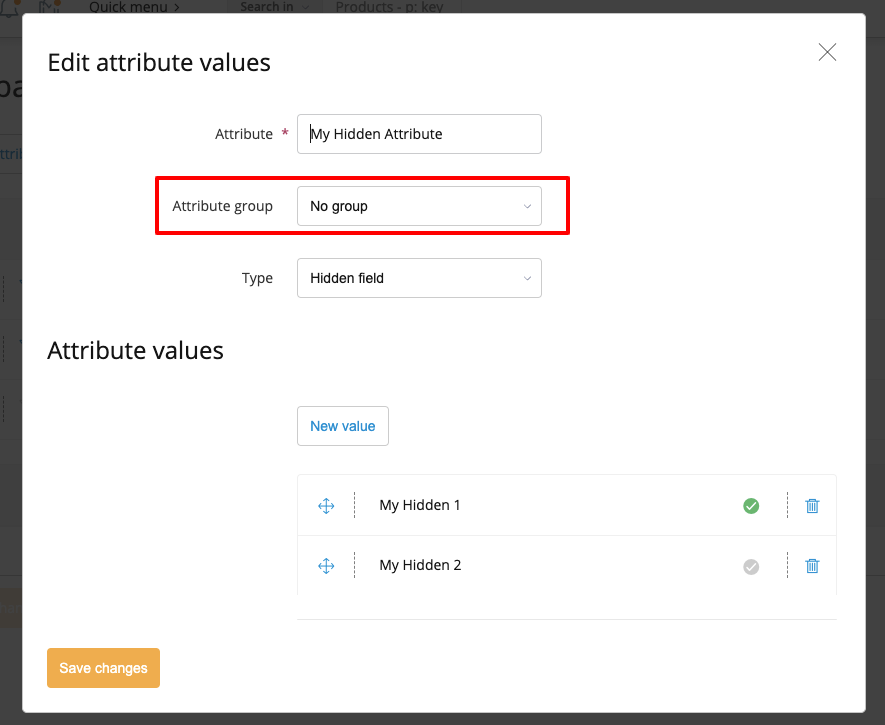 Quick menu >
Search in
Products - p: key
Edit attribute values
Attribute *
My Hidden Attribute
Attribute group
No group
Type
Hidden field
Attribute values
New value
My Hidden 1
My Hidden 2
Save changes